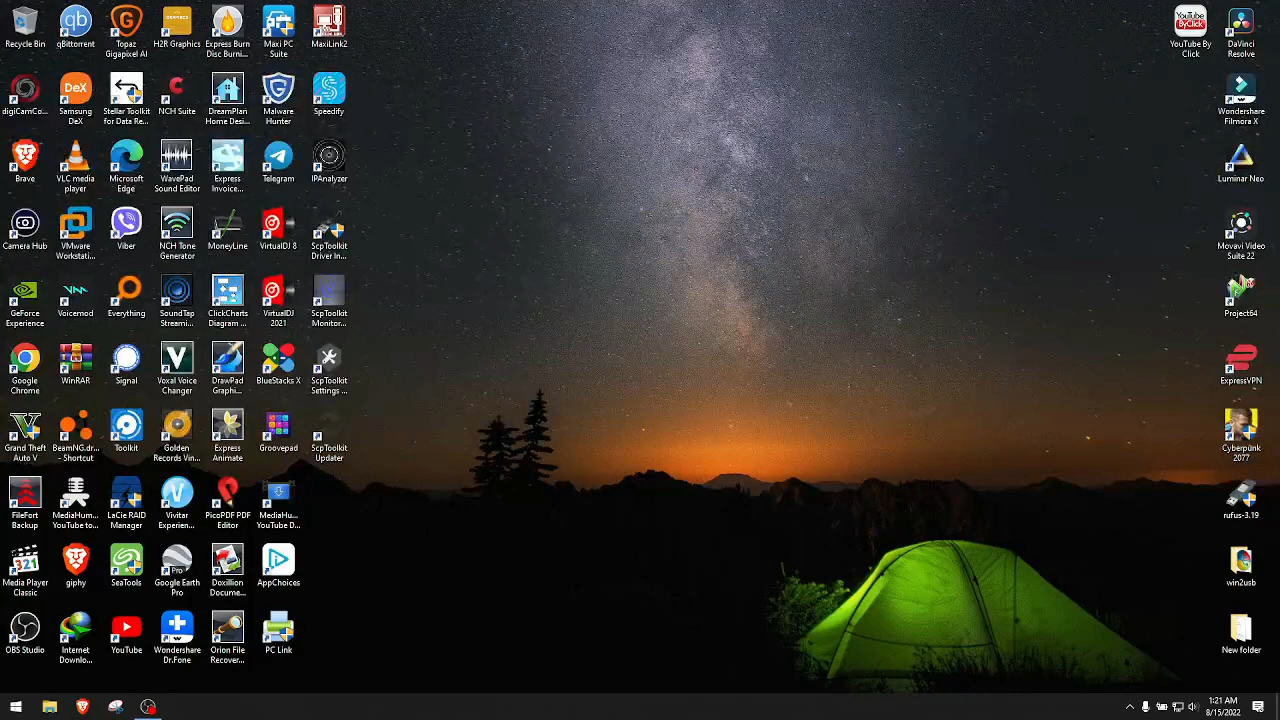 Recycle Bin
qBittorrent
Topaz
Gigapixel AI
H2R Graphics
Express Burn
Disc Burni...
Maxi PC
Suite
MaxiLink2
YouTube By
Click
DaVinci
Resolve
digiCamCo...
Samsung
DeX
Stellar Toolkit
for Data Re...
NCH Suite
DreamPlan
Home Desi...
Malware
Hunter
Speedify
Wondershare
Filmora X
Brave
VLC media
player
Microsoft
Edge
WavePad
Sound Editor
Express
Invoice...
Telegram
IPAnalyzer
Luminar Neo
Camera Hub
VMware
Workstati...
Viber
NCH Tone
Generator
MoneyLine
VirtualDJ 8
ScpToolkit
Driver In...
Movavi Video
Suite 22
GeForce
Experience
Voicemod
Everything
SoundTap
Streami...
ClickCharts
Diagram ...
VirtualDJ
2021
ScpToolkit
Monitor...
Project64
Google
Chrome
WinRAR
Signal
Voxal Voice
Changer
DrawPad
Graphi...
BlueStacks X
ScpToolkit
Settings ...
ExpressVPN
Grand Theft
Auto V
BeamNG.dr...
- Shortcut
Toolkit
Golden
Records Vin...
Express
Animate
Groovepad
ScpToolkit
Updater
Cyberpunk
2077
FileFort
Backup
MediaHum...
YouTube to...
LaCie RAID
Manager
Vivitar
Experien...
PicoPDF PDF
Editor
MediaHu...
YouTube D...
rufus-3.19
Media Player
Classic
giphy
SeaTools
Google Earth
Pro
Doxillion
Docume...
AppChoices
win2usb
OBS Studio
Internet
Downlo...
YouTube
Wondershare
Dr.Fone
Orion File
Recover...
PC Link
New folder
1:21 AM
8/15/2022